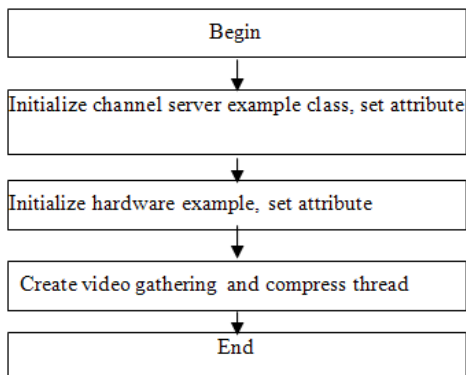 Begin
Initialize channel server example class, set attribute
Initialize hardware example, set attribute
Create video gathering and compress thread
End